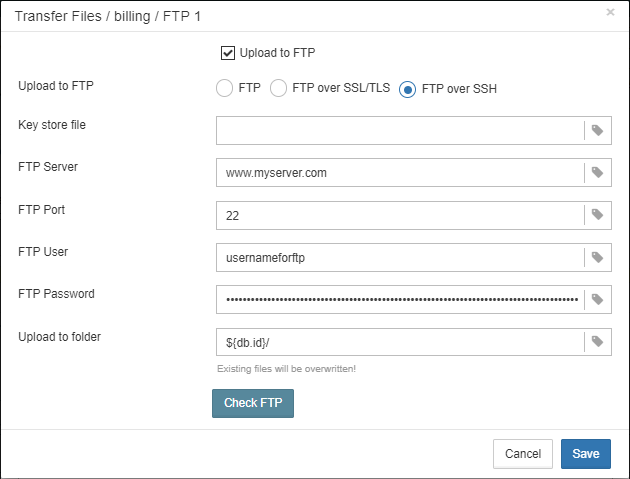 Transfer Files / billing / FTP 1 ×
Upload to FTP
Upload to FTP FTP FTP over SSL/TLS FTP over SSH
Key store file
FTP Server www.myserver.com
FTP Port 22
FTP User usernameforftp
FTP Password
Upload to folder ${db.id}/
Existing files will be overwritten!
Check FTP
Cancel Save